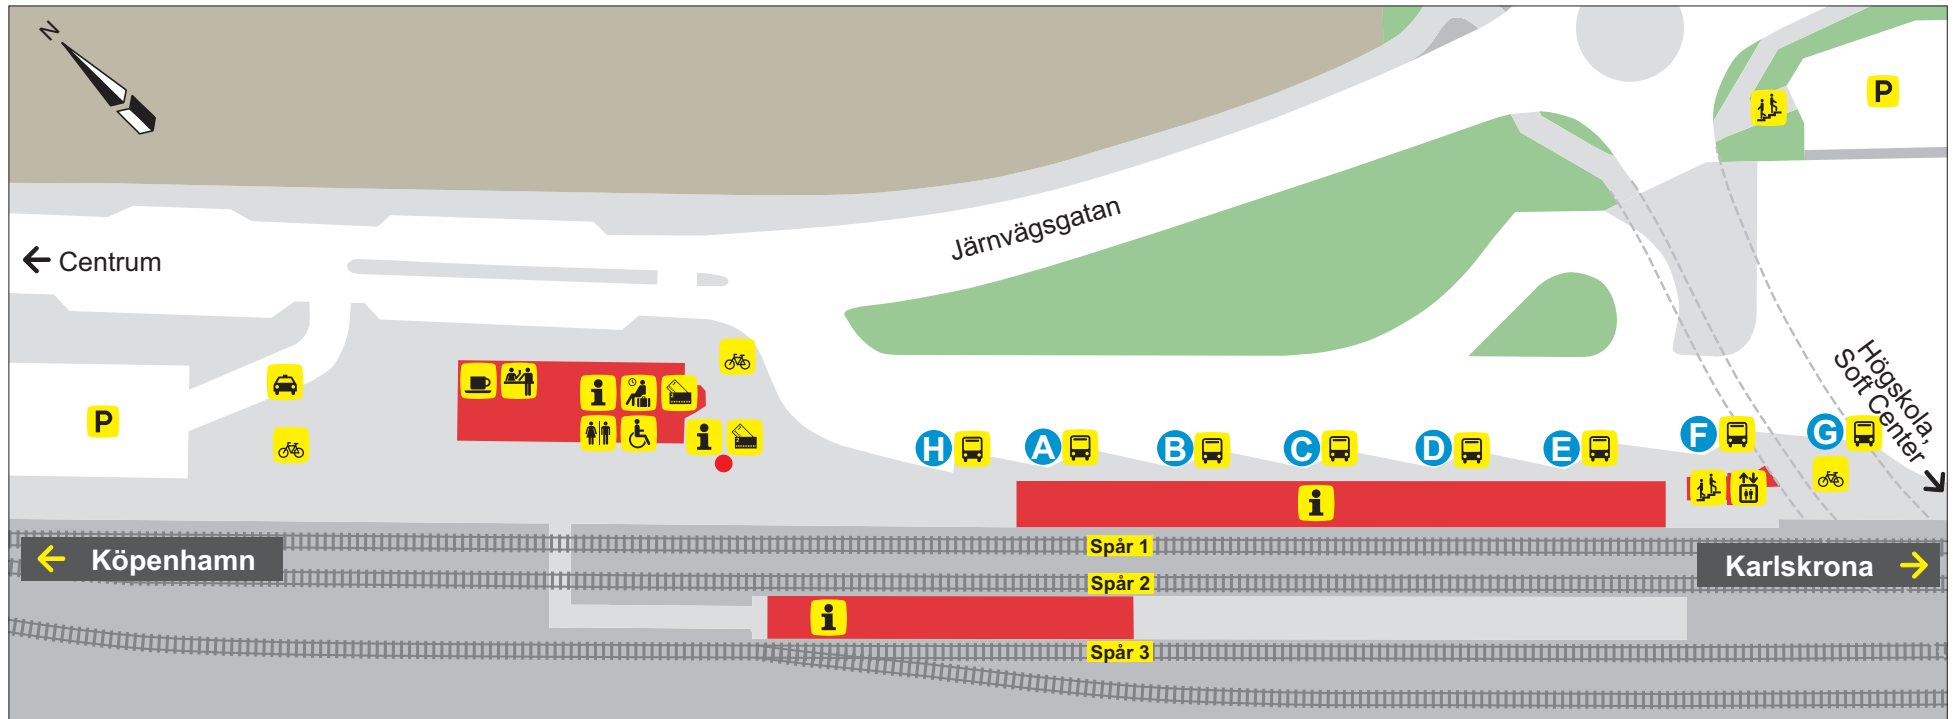 N
P
Järnvägsgatan
← Centrum
Högskola,
Soft Center →
P
H
A
B
C
D
E
F
G
Spår 1
← Köpenhamn
Karlskrona →
Spår 2
Spår 3